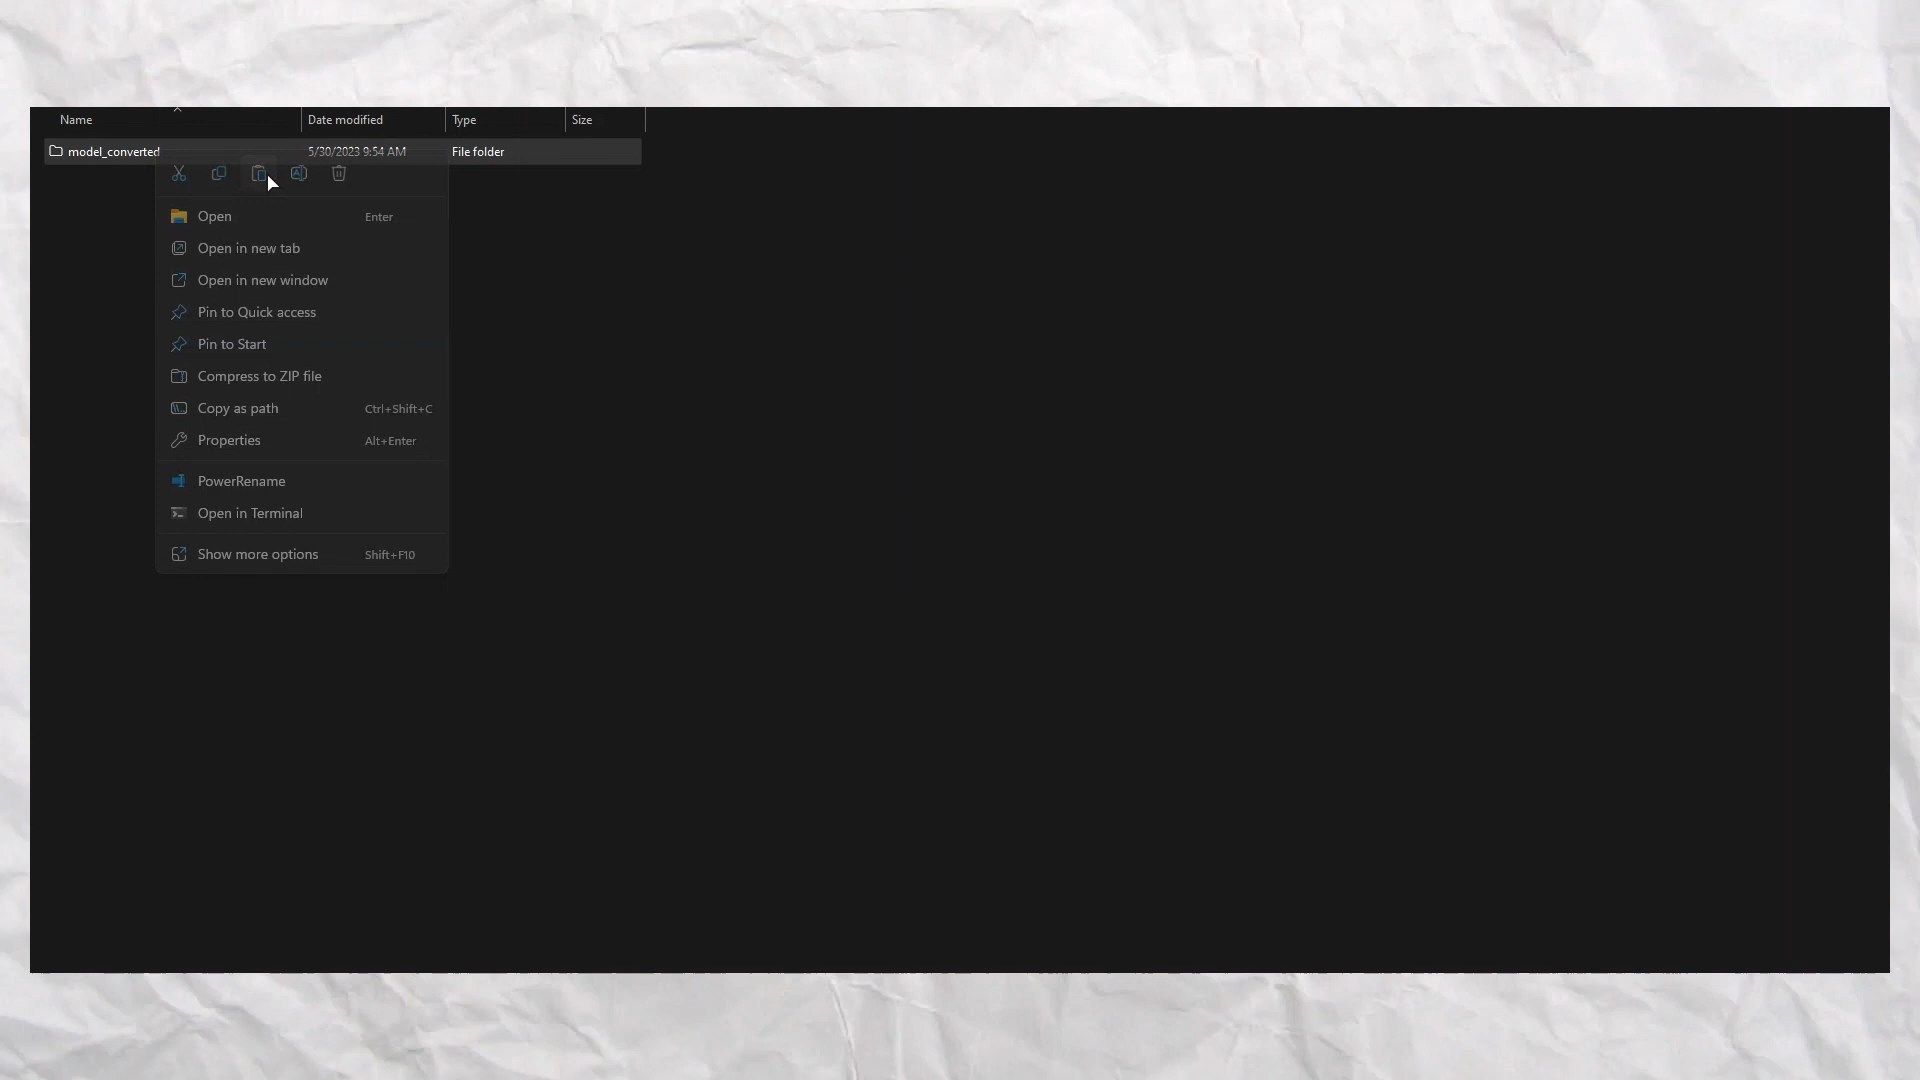 Name Date modified Type Size
model_converted 5/30/2023 9:54 AM File folder
Open Enter
Open in new tab
Open in new window
Pin to Quick access
Pin to Start
Compress to ZIP file
Copy as path Ctrl+Shift+C
Properties Alt+Enter
PowerRename
Open in Terminal
Show more options Shift+F10